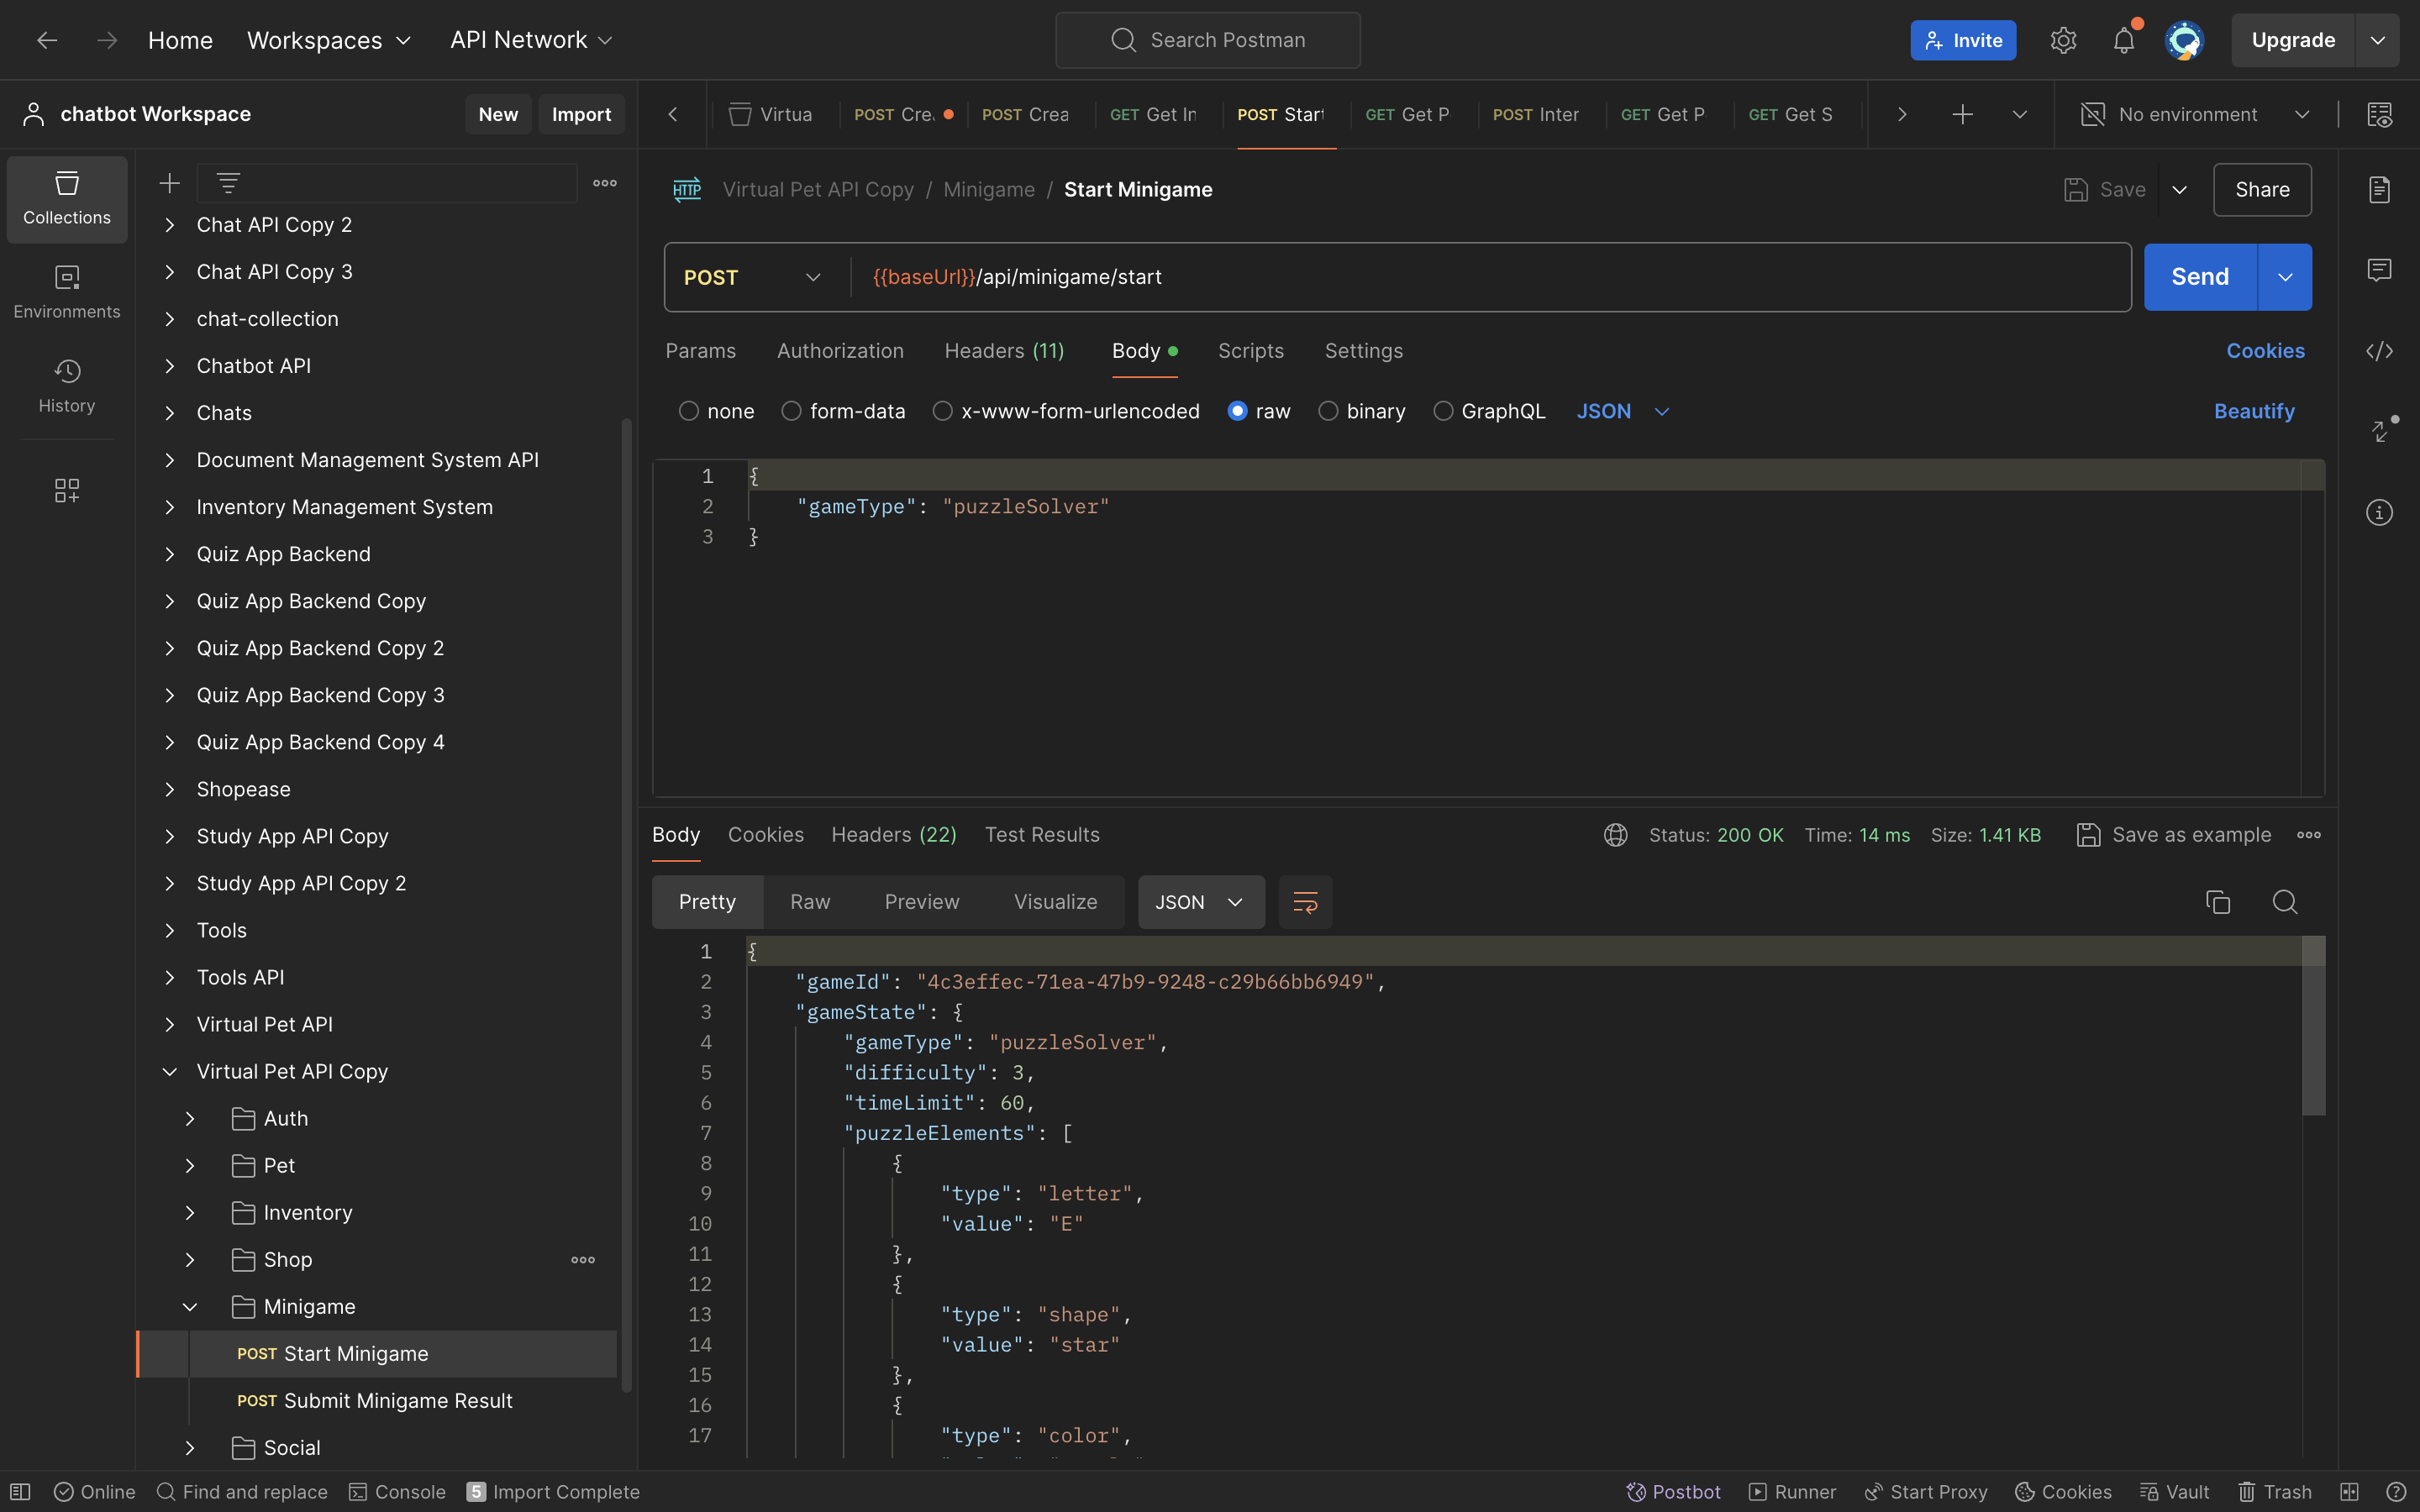 Home Workspaces API Network Search Postman Invite Upgrade
chatbot Workspace New Import
Virtua POST Cre POST Crea GET Get In POST Start GET Get P POST Inter GET Get P GET Get S No environment
Collections
Environments
History
Chat API Copy 2
Chat API Copy 3
chat-collection
Chatbot API
Chats
Document Management System API
Inventory Management System
Quiz App Backend
Quiz App Backend Copy
Quiz App Backend Copy 2
Quiz App Backend Copy 3
Quiz App Backend Copy 4
Shopease
Study App API Copy
Study App API Copy 2
Tools
Tools API
Virtual Pet API
Virtual Pet API Copy
Auth
Pet
Inventory
Shop
Minigame
POST Start Minigame
POST Submit Minigame Result
Social
HTTP Virtual Pet API Copy / Minigame / Start Minigame Save Share
POST {{baseUrl}}/api/minigame/start Send
Params Authorization Headers (11) Body Scripts Settings Cookies
none form-data x-www-form-urlencoded raw binary GraphQL JSON Beautify
1 {
2 "gameType": "puzzleSolver"
3 }
Body Cookies Headers (22) Test Results Status: 200 OK Time: 14 ms Size: 1.41 KB Save as example
Pretty Raw Preview Visualize JSON
1 {
2 "gameId": "4c3effec-71ea-47b9-9248-c29b66bb6949",
3 "gameState": {
4 "gameType": "puzzleSolver",
5 "difficulty": 3,
6 "timeLimit": 60,
7 "puzzleElements": [
8 {
9 "type": "letter",
10 "value": "E"
11 },
12 {
13 "type": "shape",
14 "value": "star"
15 },
16 {
17 "type": "color",
Online Find and replace Console 5 Import Complete Postbot Runner Start Proxy Cookies Vault Trash